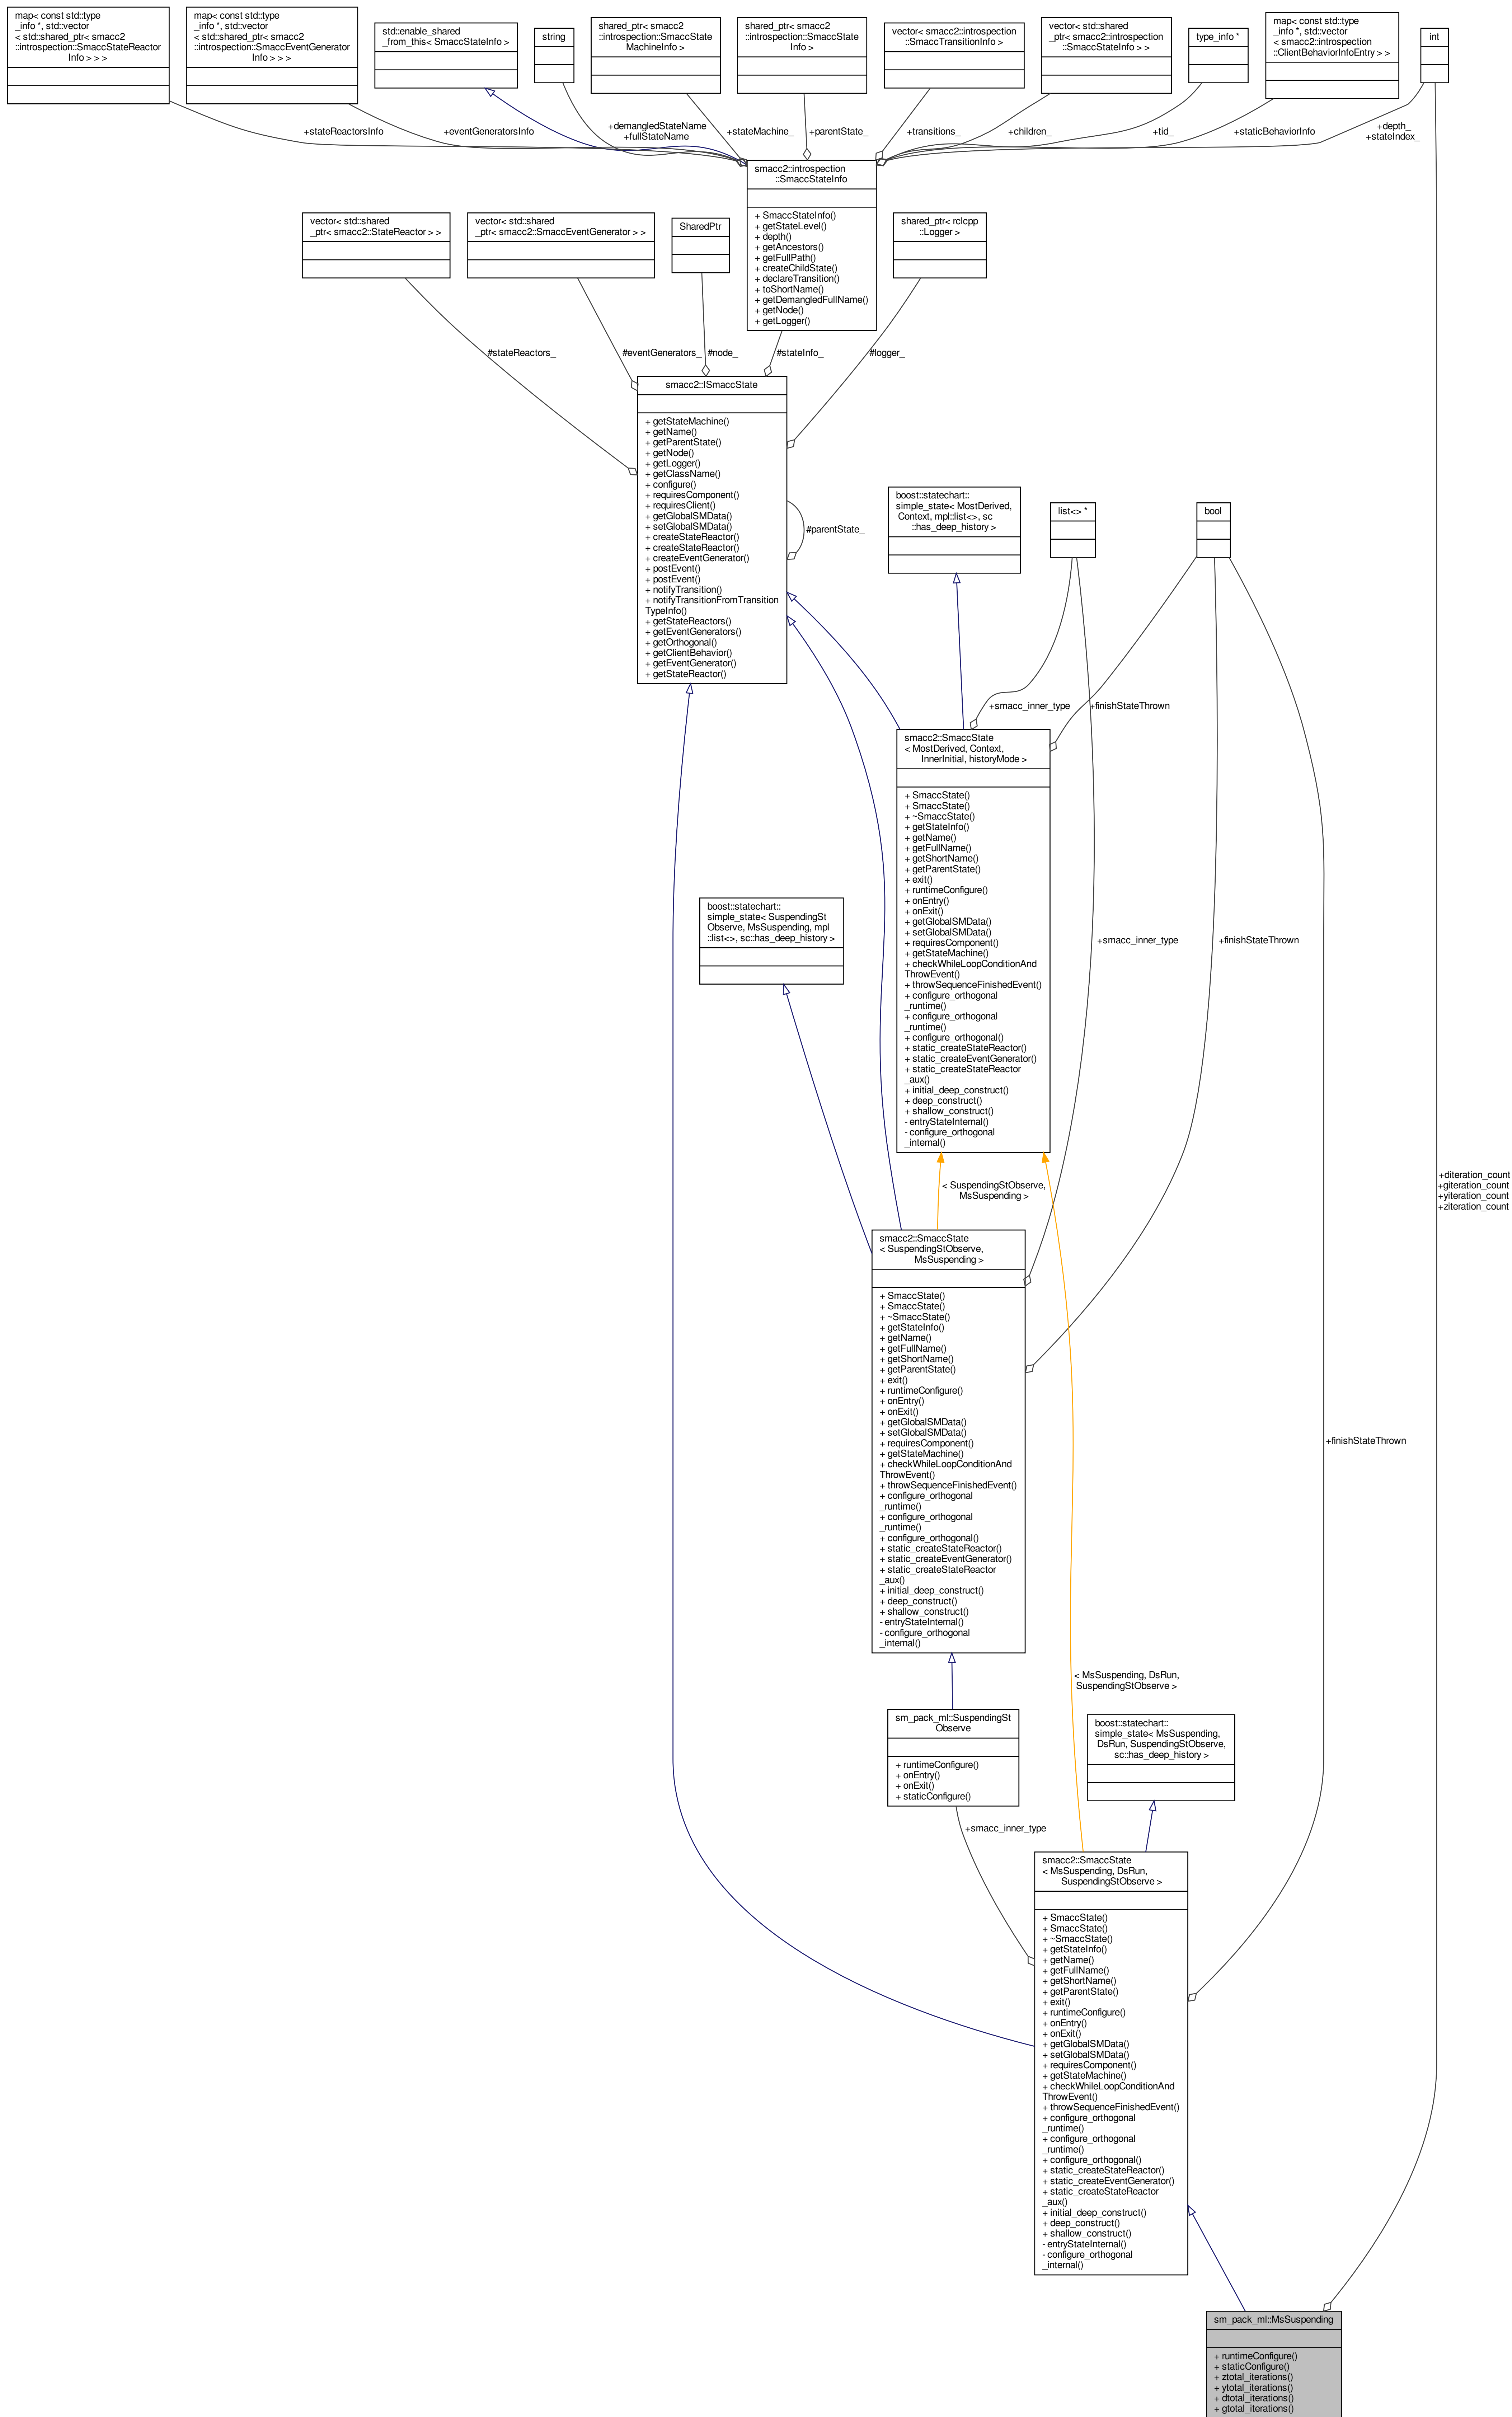 map< const std::type
_info *, std::vector
< std::shared_ptr< smacc2
::introspection::SmaccStateReactor
Info > > >
map< const std::type
_info *, std::vector
< std::shared_ptr< smacc2
::introspection::SmaccEventGenerator
Info > > >
std::enable_shared
_from_this< SmaccStateInfo >
string
shared_ptr< smacc2
::introspection::SmaccState
MachineInfo >
shared_ptr< smacc2
::introspection::SmaccState
Info >
vector< smacc2::introspection
::SmaccTransitionInfo >
vector< std::shared
_ptr< smacc2::introspection
::SmaccStateInfo > >
type_info *
map< const std::type
_info *, std::vector
< smacc2::introspection
::ClientBehaviorInfoEntry > >
int
+stateReactorsInfo
+eventGeneratorsInfo
+demangledStateName
+fullStateName
+stateMachine_
+parentState_
+transitions_
+children_
+tid_
+staticBehaviorInfo
+depth_
+stateIndex_
smacc2::introspection
::SmaccStateInfo
+ SmaccStateInfo()
+ getStateLevel()
+ depth()
+ getAncestors()
+ getFullPath()
+ createChildState()
+ declareTransition()
+ toShortName()
+ getDemangledFullName()
+ getNode()
+ getLogger()
vector< std::shared
_ptr< smacc2::StateReactor > >
vector< std::shared
_ptr< smacc2::SmaccEventGenerator > >
SharedPtr
shared_ptr< rclcpp
::Logger >
#stateReactors_
#eventGenerators_
#node_
#stateInfo_
#logger_
smacc2::ISmaccState
+ getStateMachine()
+ getName()
+ getParentState()
+ getNode()
+ getLogger()
+ getClassName()
+ configure()
+ requiresComponent()
+ requiresClient()
+ getGlobalSMData()
+ setGlobalSMData()
+ createStateReactor()
+ createStateReactor()
+ createEventGenerator()
+ postEvent()
+ postEvent()
+ notifyTransition()
+ notifyTransitionFromTransition
TypeInfo()
+ getStateReactors()
+ getEventGenerators()
+ getOrthogonal()
+ getClientBehavior()
+ getEventGenerator()
+ getStateReactor()
#parentState_
boost::statechart::
simple_state< MostDerived,
Context, mpl::list<>, sc
::has_deep_history >
list<> *
bool
+smacc_inner_type
+finishStateThrown
smacc2::SmaccState
< MostDerived, Context,
InnerInitial, historyMode >
+ SmaccState()
+ SmaccState()
+ ~SmaccState()
+ getStateInfo()
+ getName()
+ getFullName()
+ getShortName()
+ getParentState()
+ exit()
+ runtimeConfigure()
+ onEntry()
+ onExit()
+ getGlobalSMData()
+ setGlobalSMData()
+ requiresComponent()
+ getStateMachine()
+ checkWhileLoopConditionAnd
ThrowEvent()
+ throwSequenceFinishedEvent()
+ configure_orthogonal
_runtime()
+ configure_orthogonal
_runtime()
+ configure_orthogonal()
+ static_createStateReactor()
+ static_createEventGenerator()
+ static_createStateReactor
_aux()
+ initial_deep_construct()
+ deep_construct()
+ shallow_construct()
- entryStateInternal()
- configure_orthogonal
_internal()
boost::statechart::
simple_state< SuspendingSt
Observe, MsSuspending, mpl
::list<>, sc::has_deep_history >
+smacc_inner_type
+finishStateThrown
< SuspendingStObserve,
MsSuspending >
+diteration_count
+giteration_count
+yiteration_count
+ziteration_count
smacc2::SmaccState
< SuspendingStObserve,
MsSuspending >
+ SmaccState()
+ SmaccState()
+ ~SmaccState()
+ getStateInfo()
+ getName()
+ getFullName()
+ getShortName()
+ getParentState()
+ exit()
+ runtimeConfigure()
+ onEntry()
+ onExit()
+ getGlobalSMData()
+ setGlobalSMData()
+ requiresComponent()
+ getStateMachine()
+ checkWhileLoopConditionAnd
ThrowEvent()
+ throwSequenceFinishedEvent()
+ configure_orthogonal
_runtime()
+ configure_orthogonal
_runtime()
+ configure_orthogonal()
+ static_createStateReactor()
+ static_createEventGenerator()
+ static_createStateReactor
_aux()
+ initial_deep_construct()
+ deep_construct()
+ shallow_construct()
- entryStateInternal()
- configure_orthogonal
_internal()
+finishStateThrown
< MsSuspending, DsRun,
SuspendingStObserve >
sm_pack_ml::SuspendingSt
Observe
+ runtimeConfigure()
+ onEntry()
+ onExit()
+ staticConfigure()
boost::statechart::
simple_state< MsSuspending,
DsRun, SuspendingStObserve,
sc::has_deep_history >
+smacc_inner_type
smacc2::SmaccState
< MsSuspending, DsRun,
SuspendingStObserve >
+ SmaccState()
+ SmaccState()
+ ~SmaccState()
+ getStateInfo()
+ getName()
+ getFullName()
+ getShortName()
+ getParentState()
+ exit()
+ runtimeConfigure()
+ onEntry()
+ onExit()
+ getGlobalSMData()
+ setGlobalSMData()
+ requiresComponent()
+ getStateMachine()
+ checkWhileLoopConditionAnd
ThrowEvent()
+ throwSequenceFinishedEvent()
+ configure_orthogonal
_runtime()
+ configure_orthogonal
_runtime()
+ configure_orthogonal()
+ static_createStateReactor()
+ static_createEventGenerator()
+ static_createStateReactor
_aux()
+ initial_deep_construct()
+ deep_construct()
+ shallow_construct()
- entryStateInternal()
- configure_orthogonal
_internal()
sm_pack_ml::MsSuspending
+ runtimeConfigure()
+ staticConfigure()
+ ztotal_iterations()
+ ytotal_iterations()
+ dtotal_iterations()
+ gtotal_iterations()